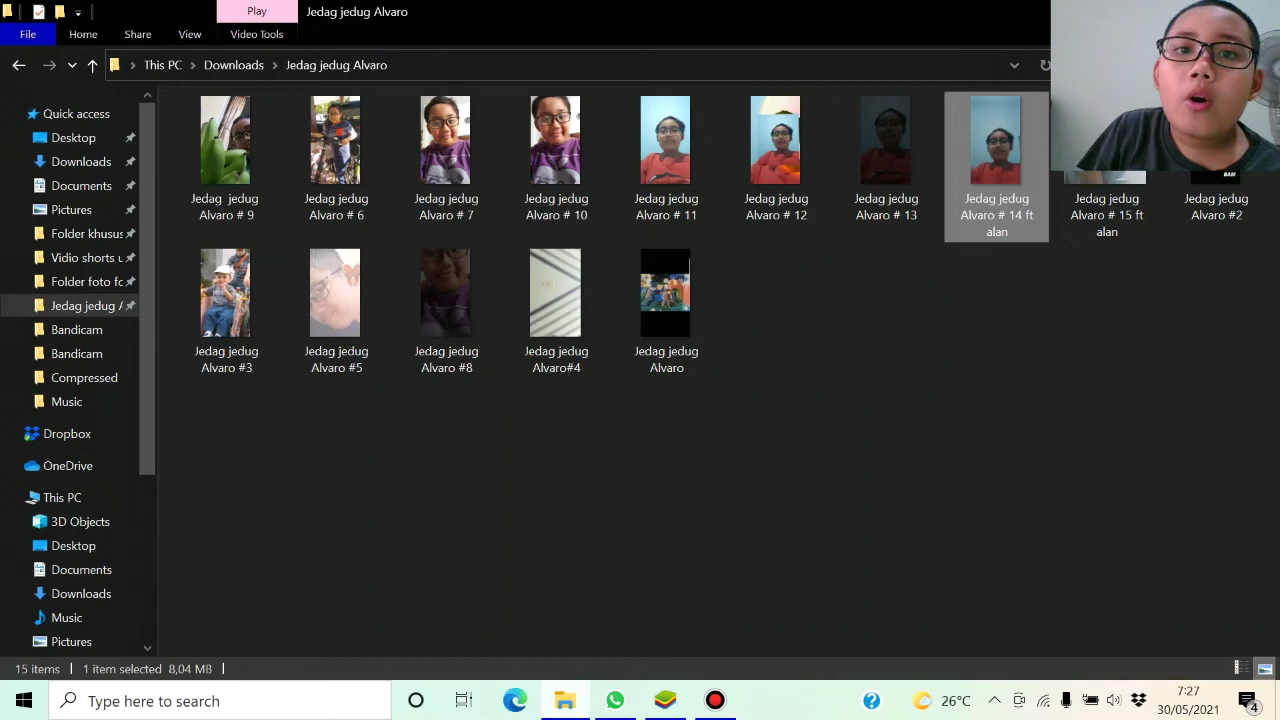 Play
Jedag jedug Alvaro
File
Home
Share
View
Video Tools
This PC
Downloads
Jedag jedug Alvaro
Quick access
Desktop
Downloads
Documents
Pictures
Folder khusus
Vidio shorts u
Folder foto fo
Jedag jedug A
Bandicam
Bandicam
Compressed
Music
Dropbox
OneDrive
This PC
3D Objects
Desktop
Documents
Downloads
Music
Pictures
Jedag jedug
Alvaro # 9
Jedag jedug
Alvaro # 6
Jedag jedug
Alvaro # 7
Jedag jedug
Alvaro # 10
Jedag jedug
Alvaro # 11
Jedag jedug
Alvaro # 12
Jedag jedug
Alvaro # 13
Jedag jedug
Alvaro # 14 ft
alan
Jedag jedug
Alvaro # 15 ft
alan
BAM
Jedag jedug
Alvaro #2
Jedag jedug
Alvaro #3
Jedag jedug
Alvaro #5
Jedag jedug
Alvaro #8
Jedag jedug
Alvaro#4
Jedag jedug
Alvaro
15 items
1 item selected 8,04 MB
Type here to search
26°C
7:27
30/05/2021
4